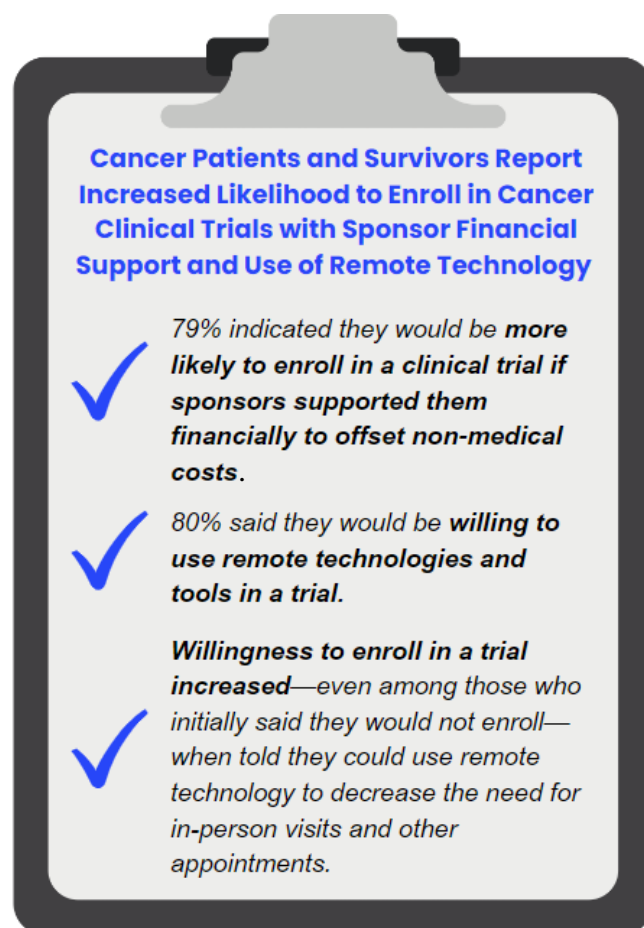 Cancer Patients and Survivors Report
Increased Likelihood to Enroll in Cancer
Clinical Trials with Sponsor Financial
Support and Use of Remote Technology
79% indicated they would be more
likely to enroll in a clinical trial if
sponsors supported them
financially to offset non-medical
costs.
80% said they would be willing to
use remote technologies and
tools in a trial.
Willingness to enroll in a trial
increased—even among those who
initially said they would not enroll—
when told they could use remote
technology to decrease the need for
in-person visits and other
appointments.